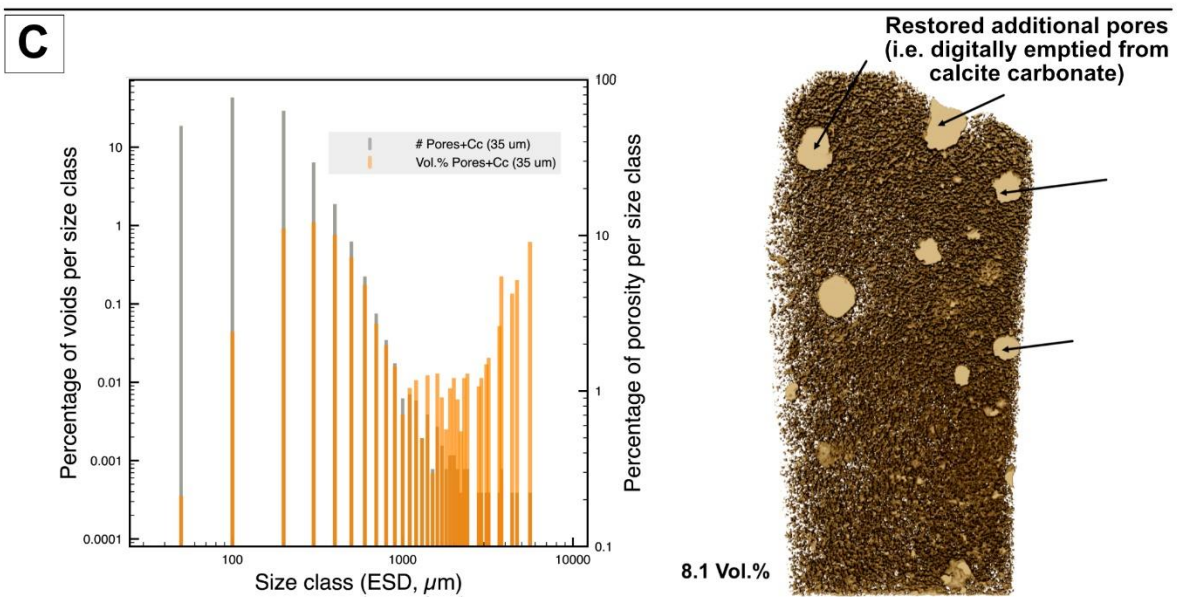 C
Restored additional pores
(i.e. digitally emptied from
calcite carbonate)
# Pores+Cc (35 um)
Vol.% Pores+Cc (35 um)
Percentage of voids per size class
10
1
0.1
0.01
0.001
0.0001
100
10
1
0.1
Percentage of porosity per size class
100
1000
10000
Size class (ESD, µm)
8.1 Vol.%